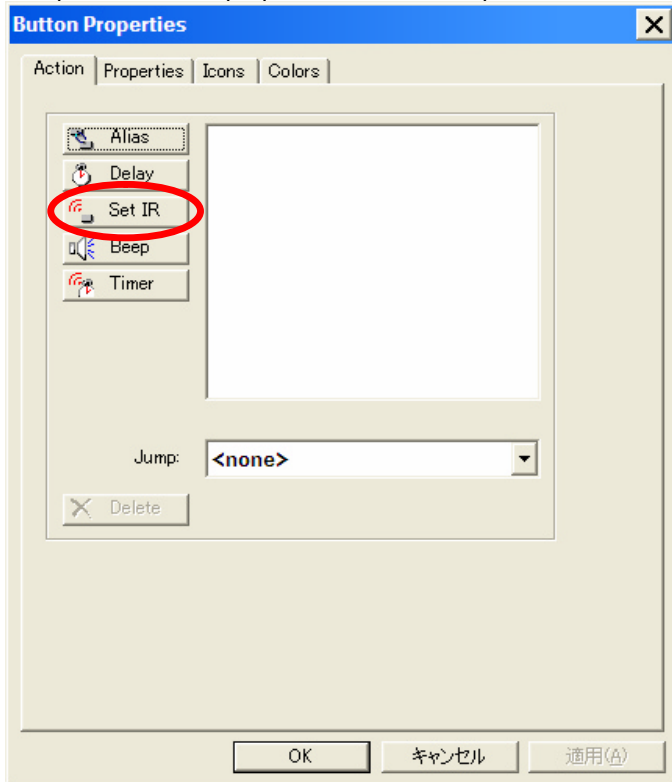 Button Properties
Action Properties Icons Colors
Alias
Delay
Set IR
Beep
Timer
Jump: <none>
Delete
OK キャンセル 適用(A)